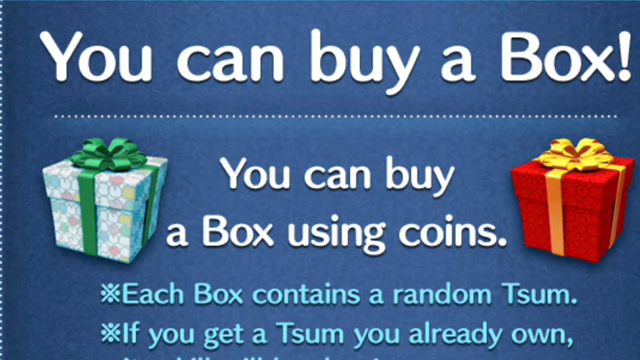 You can buy a Box!
You can buy
a Box using coins.
※Each Box contains a random Tsum.
※If you get a Tsum you already own,